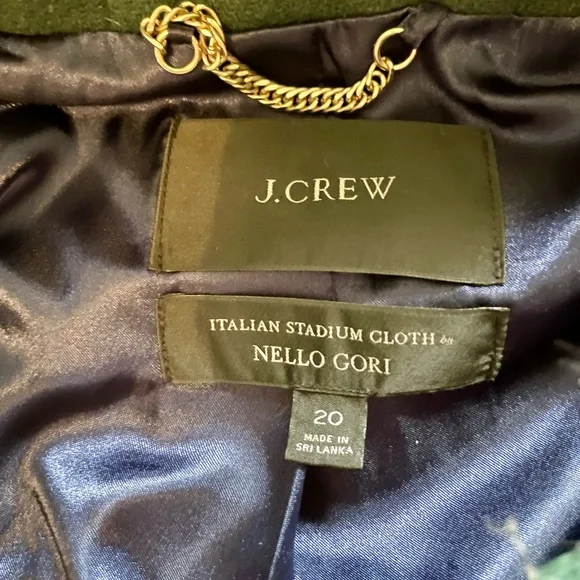 J.CREW
ITALIAN STADIUM CLOTH by
NELLO GORI
20
MADE IN
SRI LANKA